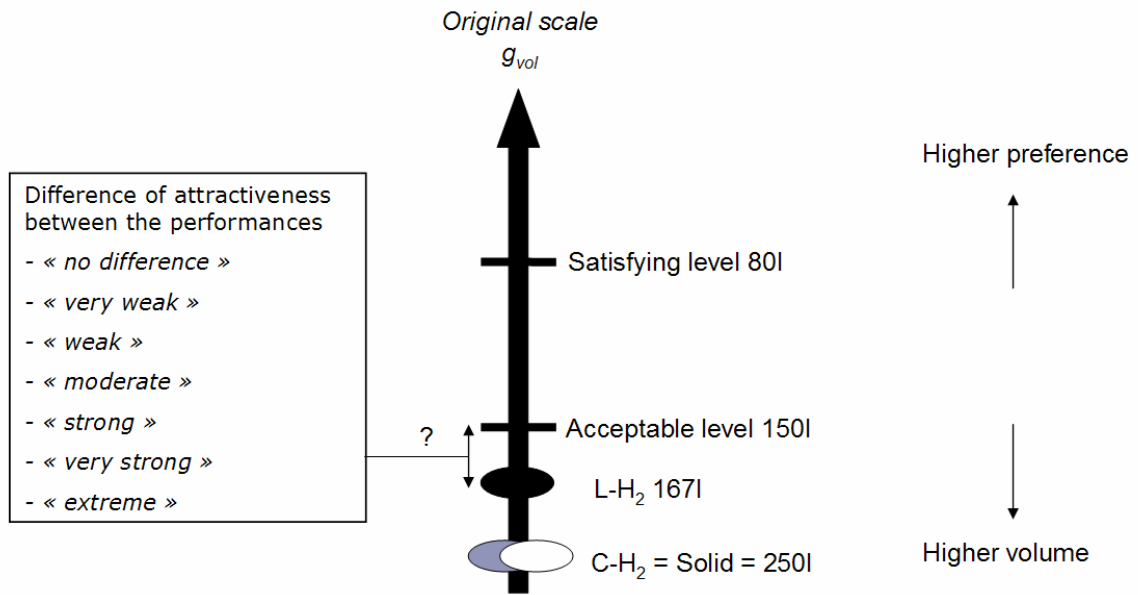 Original scale
g_vol
Higher preference
Difference of attractiveness
between the performances
- « no difference »
- « very weak »
- « weak »
- « moderate »
- « strong »
- « very strong »
- « extreme »
Satisfying level 80l
?
Acceptable level 150l
L-H₂ 167l
C-H₂ = Solid = 250l
Higher volume